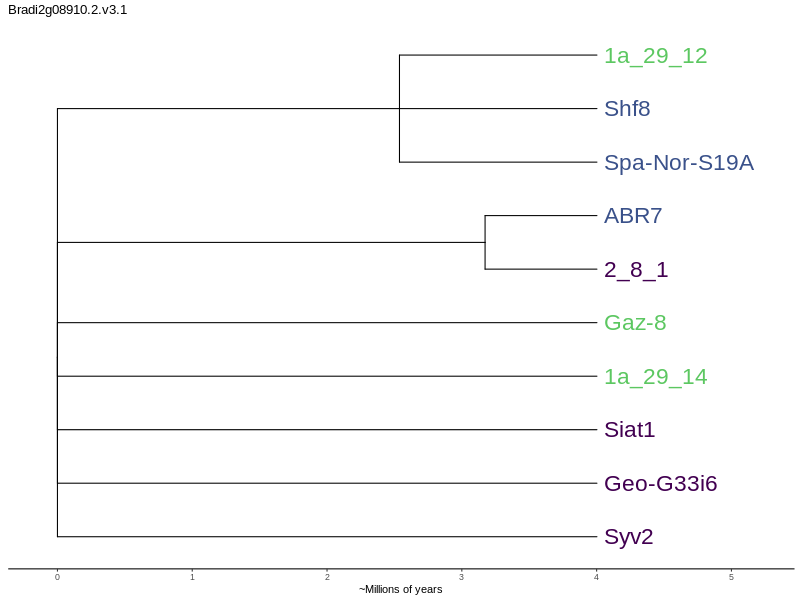 Bradi2g08910.2.v3.1
1a_29_12
Shf8
Spa-Nor-S19A
ABR7
2_8_1
Gaz-8
1a_29_14
Siat1
Geo-G33i6
Syv2
0 1 2 3 4 5
~Millions of years